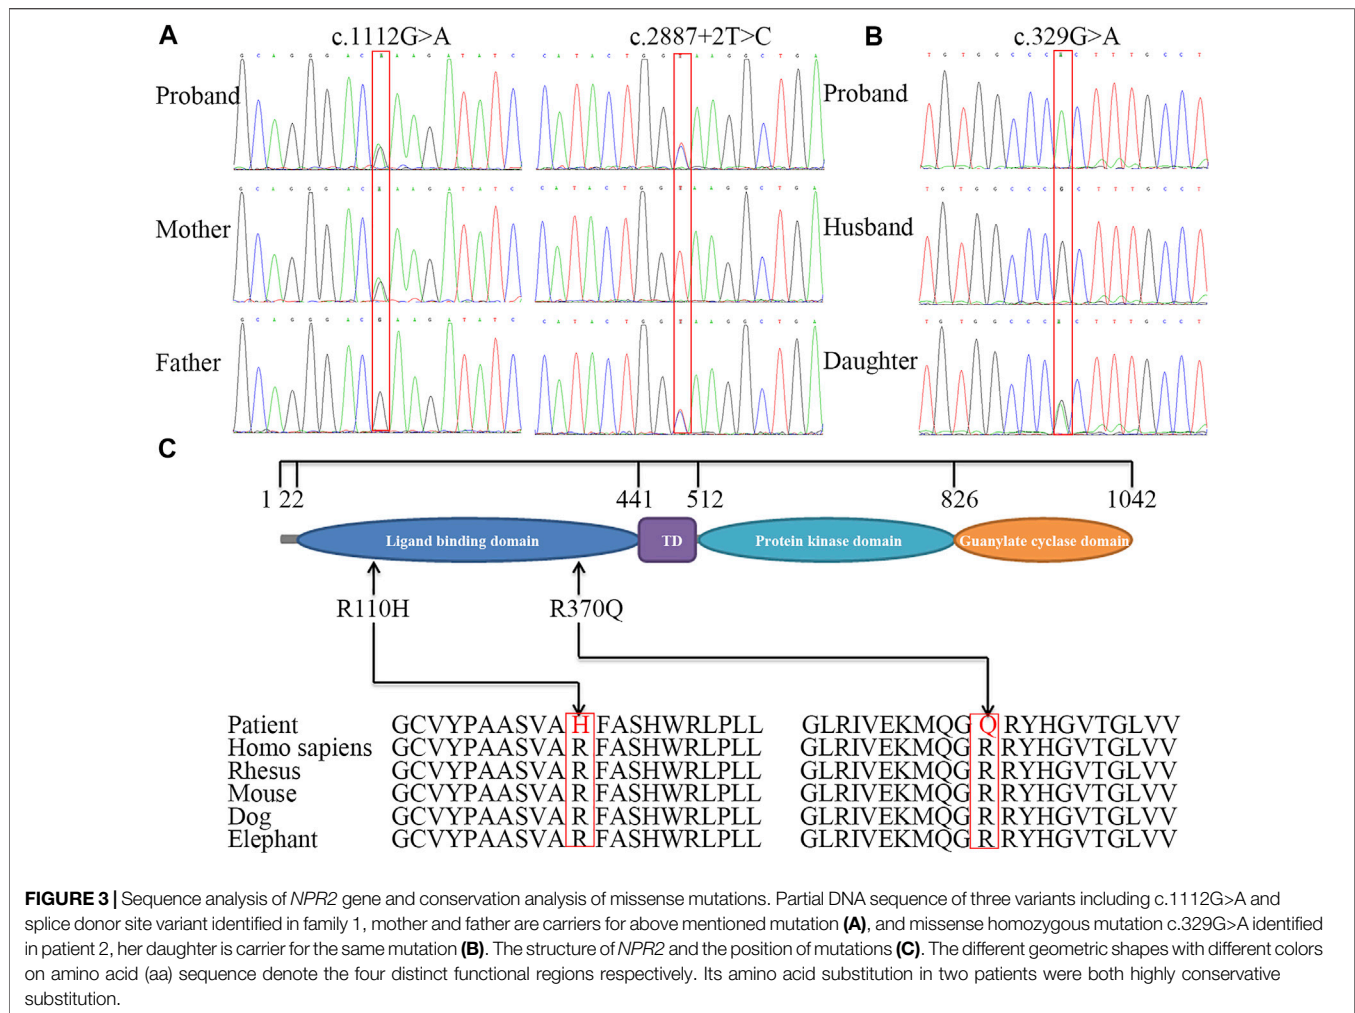 A
c.1112G>A
c.2887+2T>C
B
c.329G>A
G C A G G G A C A A G A T A T C
C A T A C T G G T A A G G C T G A
T G T G G C C C A C T T T G C C T
Proband
Proband
G C A G G G A C A A G A T A T C
C A T A C T G G T A A G G C T G A
T G T G G C C C G C T T T G C C T
Mother
Husband
G C A G G G A C G A A G A T A T C
C A T A C T G G T A A G G C T G A
T G T G G C C C C T T T G C C T
Father
Daughter
C
1 22 441 512 826 1042
Ligand binding domain TD Protein kinase domain Guanylate cyclase domain
R110H R370Q
Patient GCVYPAASVA H FASHWRLPLL GLRIVEKMQG Q RYHGVTGLVV
Homo sapiens GCVYPAASVA R FASHWRLPLL GLRIVEKMQG R RYHGVTGLVV
Rhesus GCVYPAASVA R FASHWRLPLL GLRIVEKMQG R RYHGVTGLVV
Mouse GCVYPAASVA R FASHWRLPLL GLRIVEKMQG R RYHGVTGLVV
Dog GCVYPAASVA R FASHWRLPLL GLRIVEKMQG R RYHGVTGLVV
Elephant GCVYPAASVA R FASHWRLPLL GLRIVEKMQG R RYHGVTGLVV
FIGURE 3 | Sequence analysis of NPR2 gene and conservation analysis of missense mutations. Partial DNA sequence of three variants including c.1112G>A and
splice donor site variant identified in family 1, mother and father are carriers for above mentioned mutation (A), and missense homozygous mutation c.329G>A identified
in patient 2, her daughter is carrier for the same mutation (B). The structure of NPR2 and the position of mutations (C). The different geometric shapes with different colors
on amino acid (aa) sequence denote the four distinct functional regions respectively. Its amino acid substitution in two patients were both highly conservative
substitution.